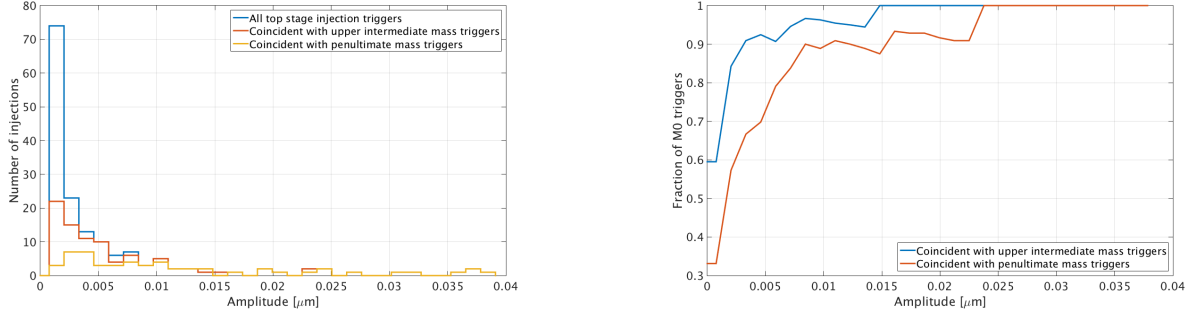 80
70
60
50
40
30
20
10
0
Number of injections
0 0.005 0.01 0.015 0.02 0.025 0.03 0.035 0.04
Amplitude [μm]
All top stage injection triggers
Coincident with upper intermediate mass triggers
Coincident with penultimate mass triggers
1
0.9
0.8
0.7
0.6
0.5
0.4
0.3
Fraction of M0 triggers
0 0.005 0.01 0.015 0.02 0.025 0.03 0.035 0.04
Amplitude [μm]
Coincident with upper intermediate mass triggers
Coincident with penultimate mass triggers